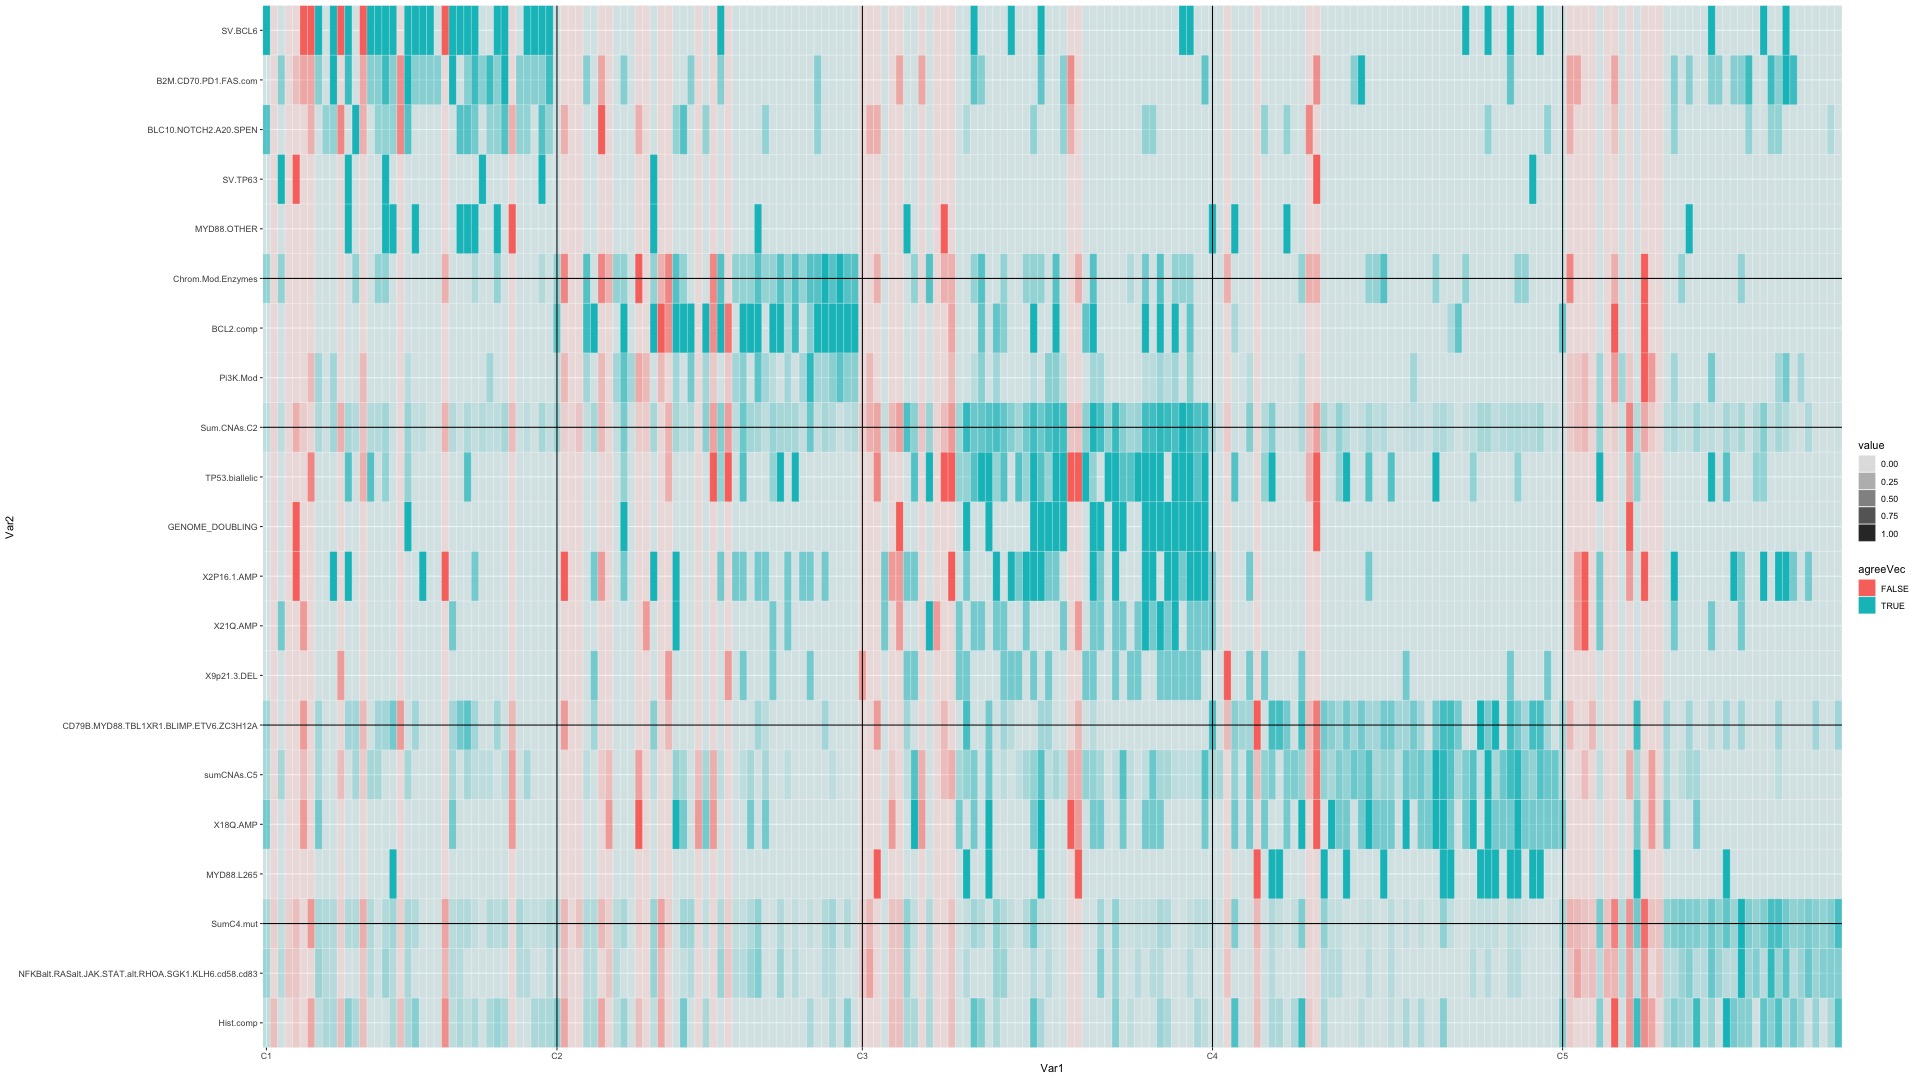 SV.BCL6
B2M.CD70.PD1.FAS.com
BLC10.NOTCH2.A20.SPEN
SV.TP63
MYD88.OTHER
Chrom.Mod.Enzymes
BCL2.comp
Pi3K.Mod
Sum.CNAs.C2
TP53.biallelic
GENOME_DOUBLING
X2P16.1.AMP
X21Q.AMP
X9p21.3.DEL
CD79B.MYD88.TBL1XR1.BLIMP.ETV6.ZC3H12A
sumCNAs.C5
X18Q.AMP
MYD88.L265
SumC4.mut
NFKBalt.RASalt.JAK.STAT.alt.RHOA.SGK1.KLH6.cd58.cd83
Hist.comp
Var2
C1 C2 C3 C4 C5
Var1
value
0.00
0.25
0.50
0.75
1.00
agreeVec
FALSE
TRUE